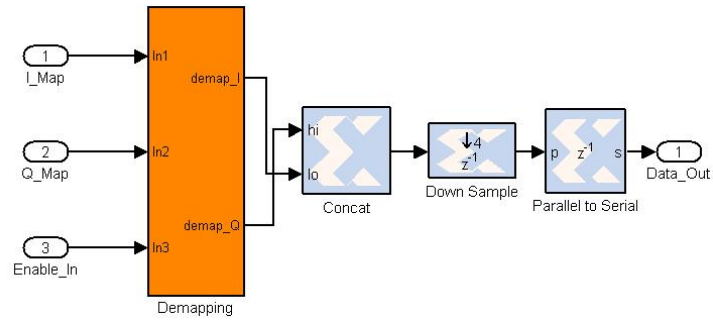 1
I_Map
In1
demap_I
2
Q_Map
In2
demap_Q
3
Enable_In
In3
Demapping
hi
lo
Concat
↓4
z⁻¹
Down Sample
p
z⁻¹
s
Parallel to Serial
1
Data_Out